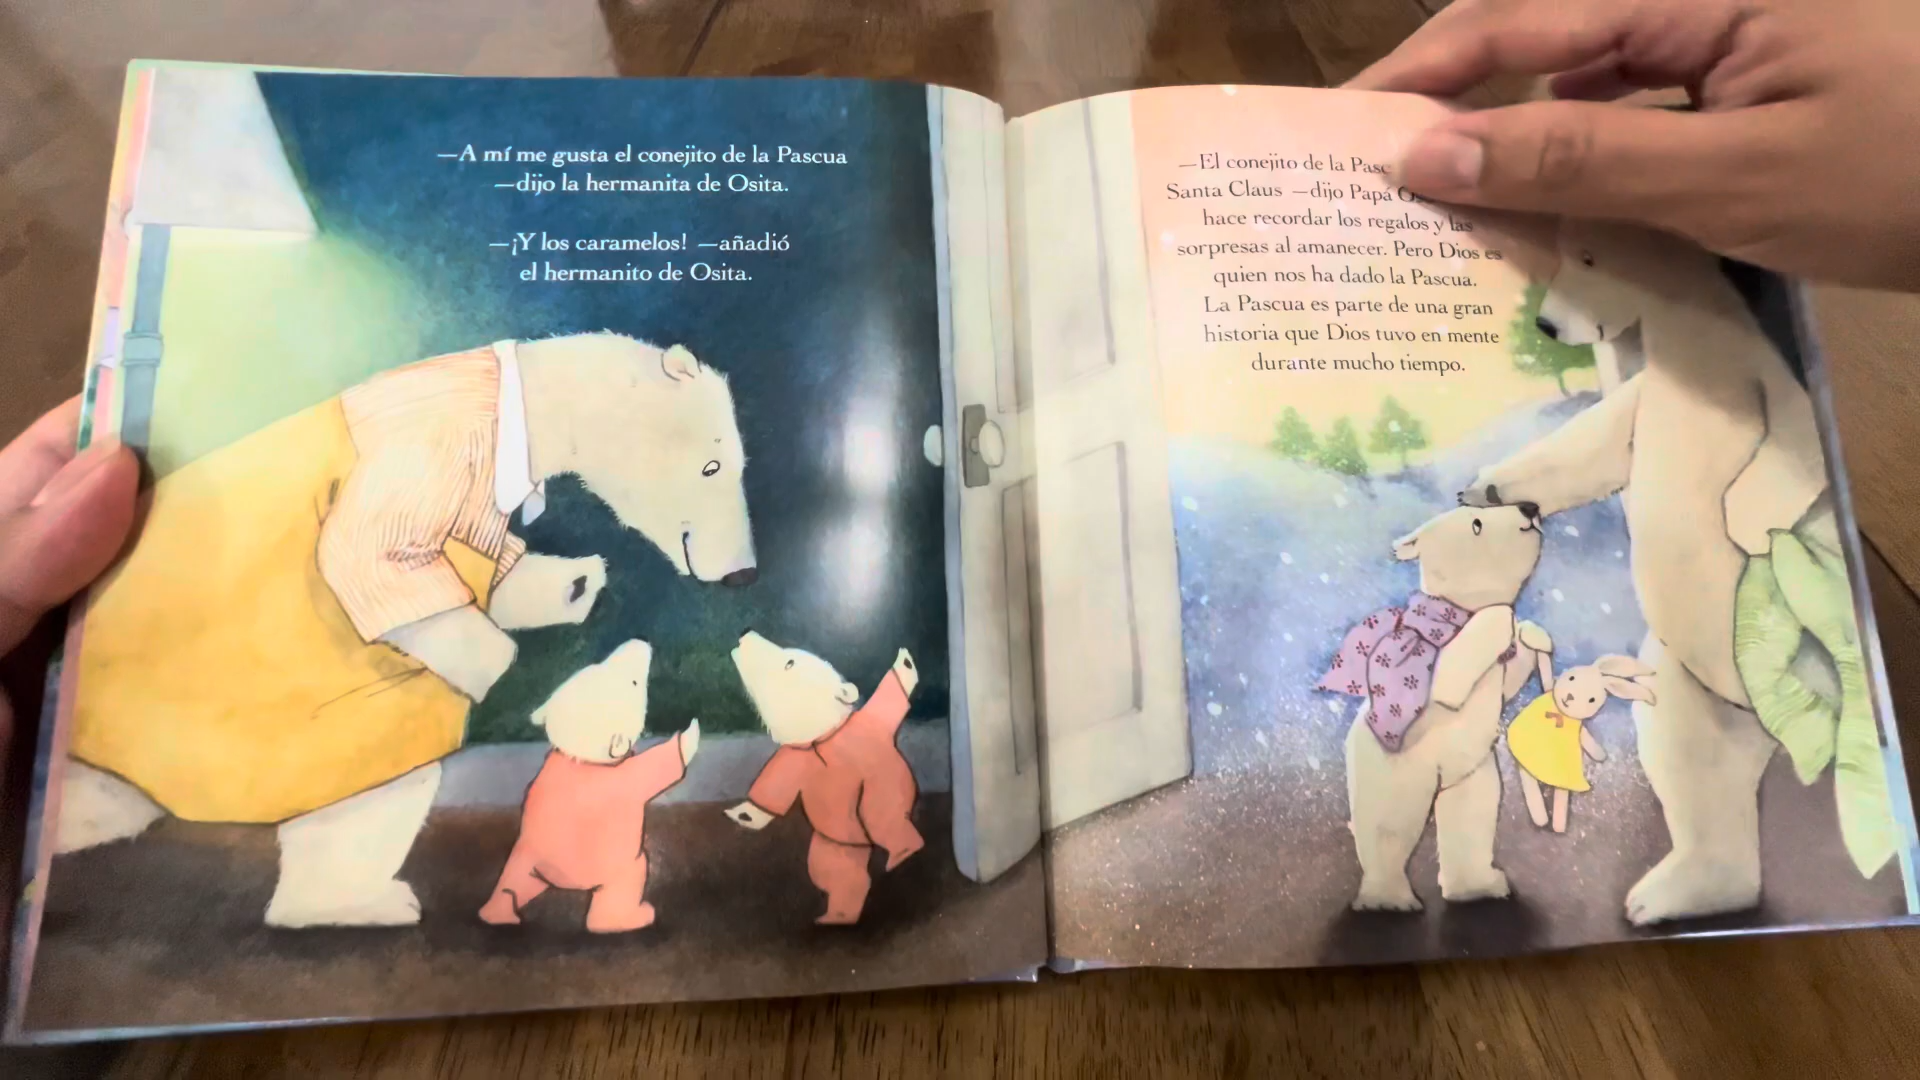 —A mí me gusta el conejito de la Pascua
—dijo la hermanita de Osita.
—¡Y los caramelos! —añadió
el hermanito de Osita.
—El conejito de la
Santa Claus —dijo Papá
hace recordar los regalos y las
sorpresas al amanecer. Pero Dios es
quien nos ha dado la Pascua.
La Pascua es parte de una gran
historia que Dios tuvo en mente
durante mucho tiempo.